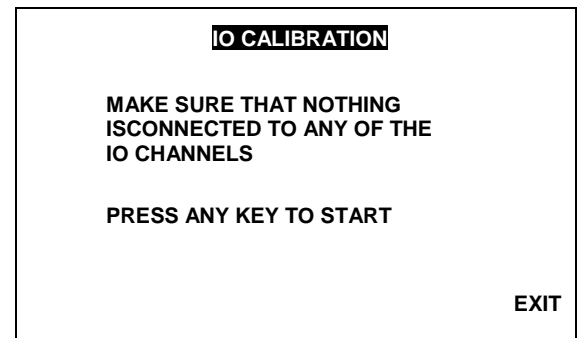 IO CALIBRATION
MAKE SURE THAT NOTHING
ISCONNECTED TO ANY OF THE
IO CHANNELS
PRESS ANY KEY TO START
EXIT